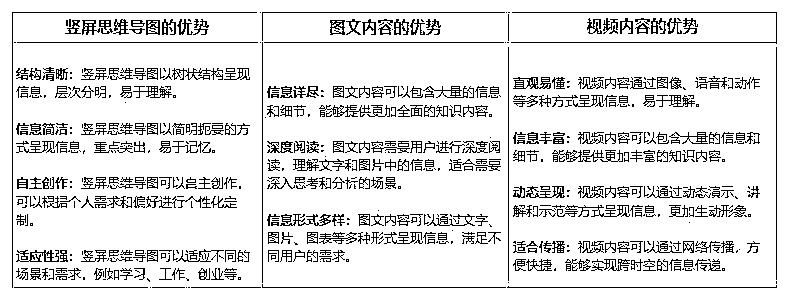 竖屏思维导图的优势
图文内容的优势
视频内容的优势
结构清晰：竖屏思维导图以树状结构呈现
信息，层次分明，易于理解。
信息简洁：竖屏思维导图以简明扼要的方
式呈现信息，重点突出，易于记忆。
自主创作：竖屏思维导图可以自主创作，
可以根据个人需求和偏好进行个性化定
制。
适应性强：竖屏思维导图可以适应不同的
场景和需求，例如学习、工作、创业等。
信息详尽：图文内容可以包含大量的信息
和细节，能够提供更加全面的知识内容。
深度阅读：图文内容需要用户进行深度阅
读，理解文字和图片中的信息，适合需要
深入思考和分析的场景。
信息形式多样：图文内容可以通过文字、
图片、图表等多种形式呈现信息，满足不
同用户的需求。
直观易懂：视频内容通过图像、语音和动作
等多种方式呈现信息，易于理解。
信息丰富：视频内容可以包含大量的信息和
细节，能够提供更加丰富的知识内容。
动态呈现：视频内容可以通过动态演示、讲
解和示范等方式呈现信息，更加生动形象。
适合传播：视频内容可以通过网络传播，方
便快捷，能够实现跨时空的信息传递。